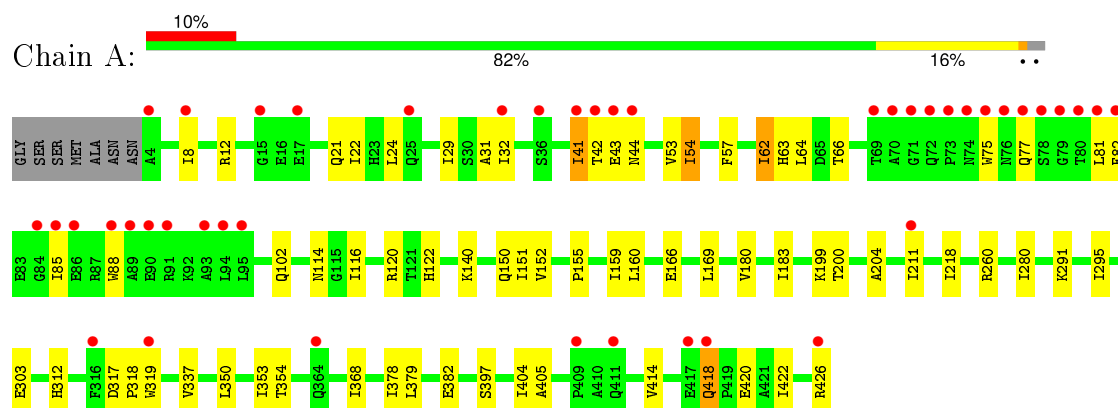 10%
Chain A:
82% 16% • •
GLY SER SER MET ALA ASN ASN A4 I8 R12 G15 E16 E17 Q21 I22 H23 L24 Q25 I29 S30 A31 I32 S36 I41 T42 E43 N44 V53 I54 F57 I62 H63 L64 D65 T66 T69 A70 G71 Q72 P73 N74 W75 N76 Q77 S78 G79 T80 L81 E82
E83 G84 I85 E86 R87 W88 A89 E90 R91 K92 A93 L94 L95 Q102 N114 G115 I116 R120 T121 H122 K140 Q150 I151 V152 P155 I159 L160 E166 L169 V180 I183 K199 T200 A204 I211 I218 R260 I280 K291 I295
E303 H312 F316 D317 P318 W319 V337 L350 I353 T354 Q364 I368 I378 L379 E382 S397 I404 A405 P409 A410 Q411 V414 E417 Q418 P419 E420 A421 I422 R426